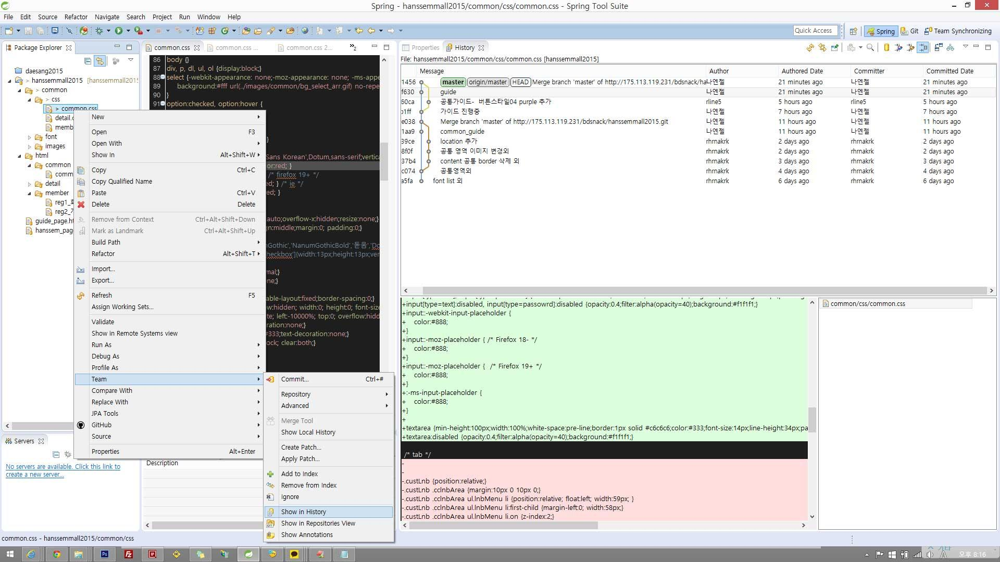 Spring - hanssemmall2015/common/css/common.css - Spring Tool Suite
File Edit Source Refactor Navigate Search Project Run Window Help
Quick Access
Spring
Git
Team Synchronizing
Package Explorer
daesang2015
> hanssemmall2015 [hanssemmall2015
> common
> css
> common.css
detail.c
memb
font
images
html
common
comm
detail
member
reg1_
reg2_
guide_page.h
hanssem_pag
common.css
common.css ...
common.css 2...
»2
86 body {}
87 div, p, dl, ul, ol {display:block;}
88 select {-webkit-appearance: none;-moz-appearance: none; -ms-appe
89 background:#fff url(../images/common/bg_select_arr.gif) no-repe
90 }
91 option:checked, option:hover {
}
Sans Korean',Dotum,sans-serif;vertica
or:red; }
/* firefox 19+ */
ed; } /* ie */
ed; }
auto;overflow-x:hidden;resize:none;}
gn:middle;margin:0; padding:0;}
nGothic','NanumGothicBold','돋움','Do
heckbox']{width:13px;height:13px;ver
mal;}
ne;}
able-layout:fixed;border-spacing:0;}
ow:hidden; width:0; height:0; font-size
te; left:-10000%; top:0; overflow:hidd
ration:none;}
#333;text-decoration:none;}
ock; clear:both;}
New
Open F3
Open With
Show In Alt+Shift+W
Copy Ctrl+C
Copy Qualified Name
Paste Ctrl+V
Delete Delete
Remove from Context Ctrl+Alt+Shift+Down
Mark as Landmark Ctrl+Alt+Shift+Up
Build Path
Refactor Alt+Shift+T
Import...
Export...
Refresh F5
Assign Working Sets...
Validate
Show in Remote Systems view
Run As
Debug As
Profile As
Team
Compare With
Replace With
JPA Tools
GitHub
Source
Properties Alt+Enter
Commit... Ctrl+#
Repository
Advanced
Merge Tool
Show Local History
Create Patch...
Apply Patch...
Add to Index
Remove from Index
Ignore
Show in History
Show in Repositories View
Show Annotations
Servers
No servers are available. Click this link to
create a new server...
Description
Properties
History
File: hanssemmall2015/common/css/common.css [hanssemmall2015]
Message Author Authored Date Committer Committed Date
1456 master origin/master HEAD Merge branch 'master' of http://175.113.119.231/bdsnack/ha 나엔젤 21 minutes ago 나엔젤 21 minutes ago
f630 guide 나엔젤 21 minutes ago 나엔젤 21 minutes ago
60ca 공통가이드- 버튼스타일04 purple 추가 rline5 5 hours ago rline5 5 hours ago
b1ff 가이드 진행중 나엔젤 7 hours ago 나엔젤 7 hours ago
e038 Merge branch 'master' of http://175.113.119.231/bdsnack/hanssemmall2015.git 나엔젤 11 hours ago 나엔젤 11 hours ago
1aa9 common_guide 나엔젤 11 hours ago 나엔젤 11 hours ago
39ce location 추가 rhrnakrk 2 days ago rhrnakrk 2 days ago
8f0f 공통 영역 이미지 변경외 rhrnakrk 2 days ago rhrnakrk 2 days ago
37b4 content 공통 border 삭제 외 rhrnakrk 3 days ago rhrnakrk 3 days ago
c074 공통영역외 rhrnakrk 4 days ago rhrnakrk 4 days ago
a5fa font list 외 rhrnakrk 6 days ago rhrnakrk 6 days ago
+input[type=text]:disabled, input[type=passowrd]:disabled {opacity:0.4;filter:alpha(opacity=40);background:#f1f1f1;}
+input::-webkit-input-placeholder {
+ color:#888;
+}
+input:-moz-placeholder { /* Firefox 18- */
+ color:#888;
+}
+input::-moz-placeholder { /* Firefox 19+ */
+ color:#888;
+}
+:-ms-input-placeholder {
+ color:#888;
+}
+
+textarea {min-height:100px;width:100%;white-space:pre-line;border:1px solid #c6c6c6;color:#333;font-size:14px;line-height:34px;pa
+textarea:disabled {opacity:0.4;filter:alpha(opacity=40);background:#f1f1f1;}
/* tab */
-
-
-.custLnb {position:relative;}
-.custLnb .cclnbArea {margin:10px 0 10px 0;}
-.custLnb .cclnbArea ul.lnbMenu li {position:relative; float:left; width:59px; }
-.custLnb .cclnbArea ul.lnbMenu li:first-child {margin-left:0; width:58px;}
-.custLnb .cclnbArea ul.lnbMenu li.on {z-index:2;}
common/css/common.css
common.css - hanssemmall2015/common/css
A
오후 8:16